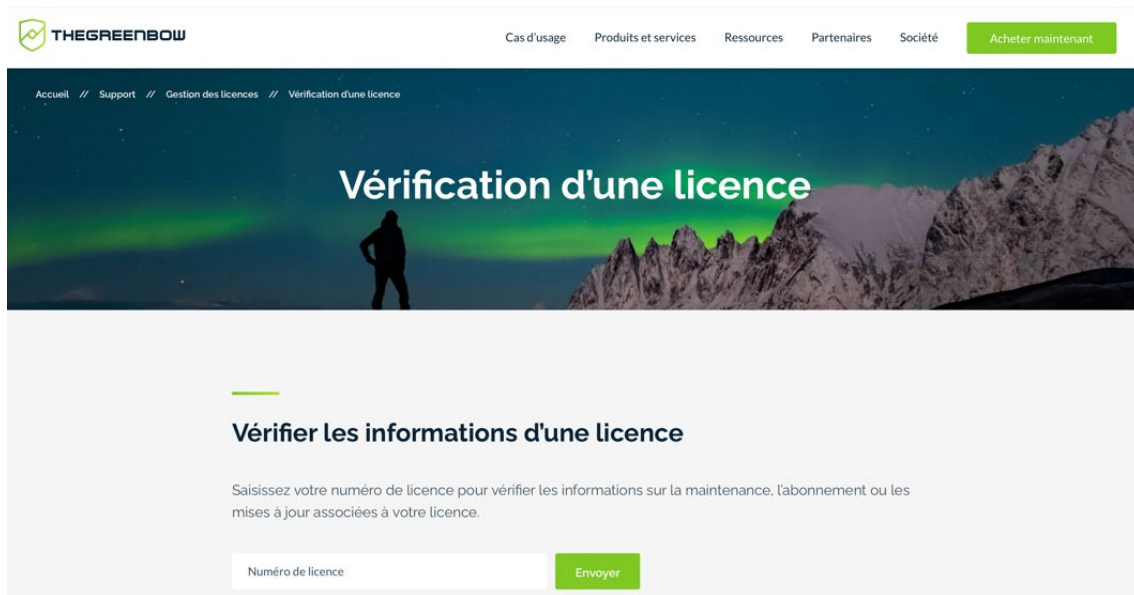 THEGREENBOW
Cas d'usage Produits et services Ressources Partenaires Société Acheter maintenant
Accueil // Support // Gestion des licences // Vérification d'une licence
Vérification d'une licence
Vérifier les informations d'une licence
Saisissez votre numéro de licence pour vérifier les informations sur la maintenance, l'abonnement ou les
mises à jour associées à votre licence.
Numéro de licence Envoyer